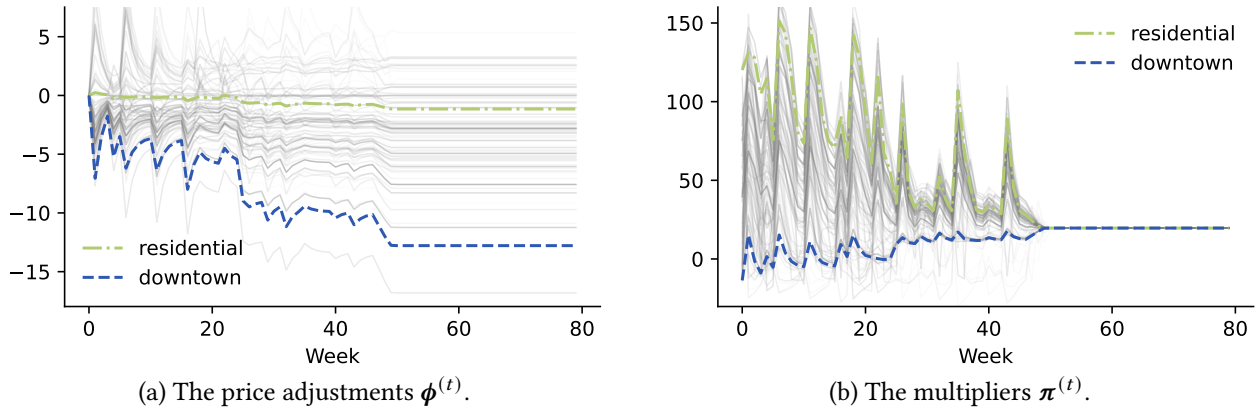 5
0
−5
−10
−15
residential
downtown
0 20 40 60 80
Week
(a) The price adjustments ϕ^(t).
150
100
50
0
residential
downtown
0 20 40 60 80
Week
(b) The multipliers π^(t).